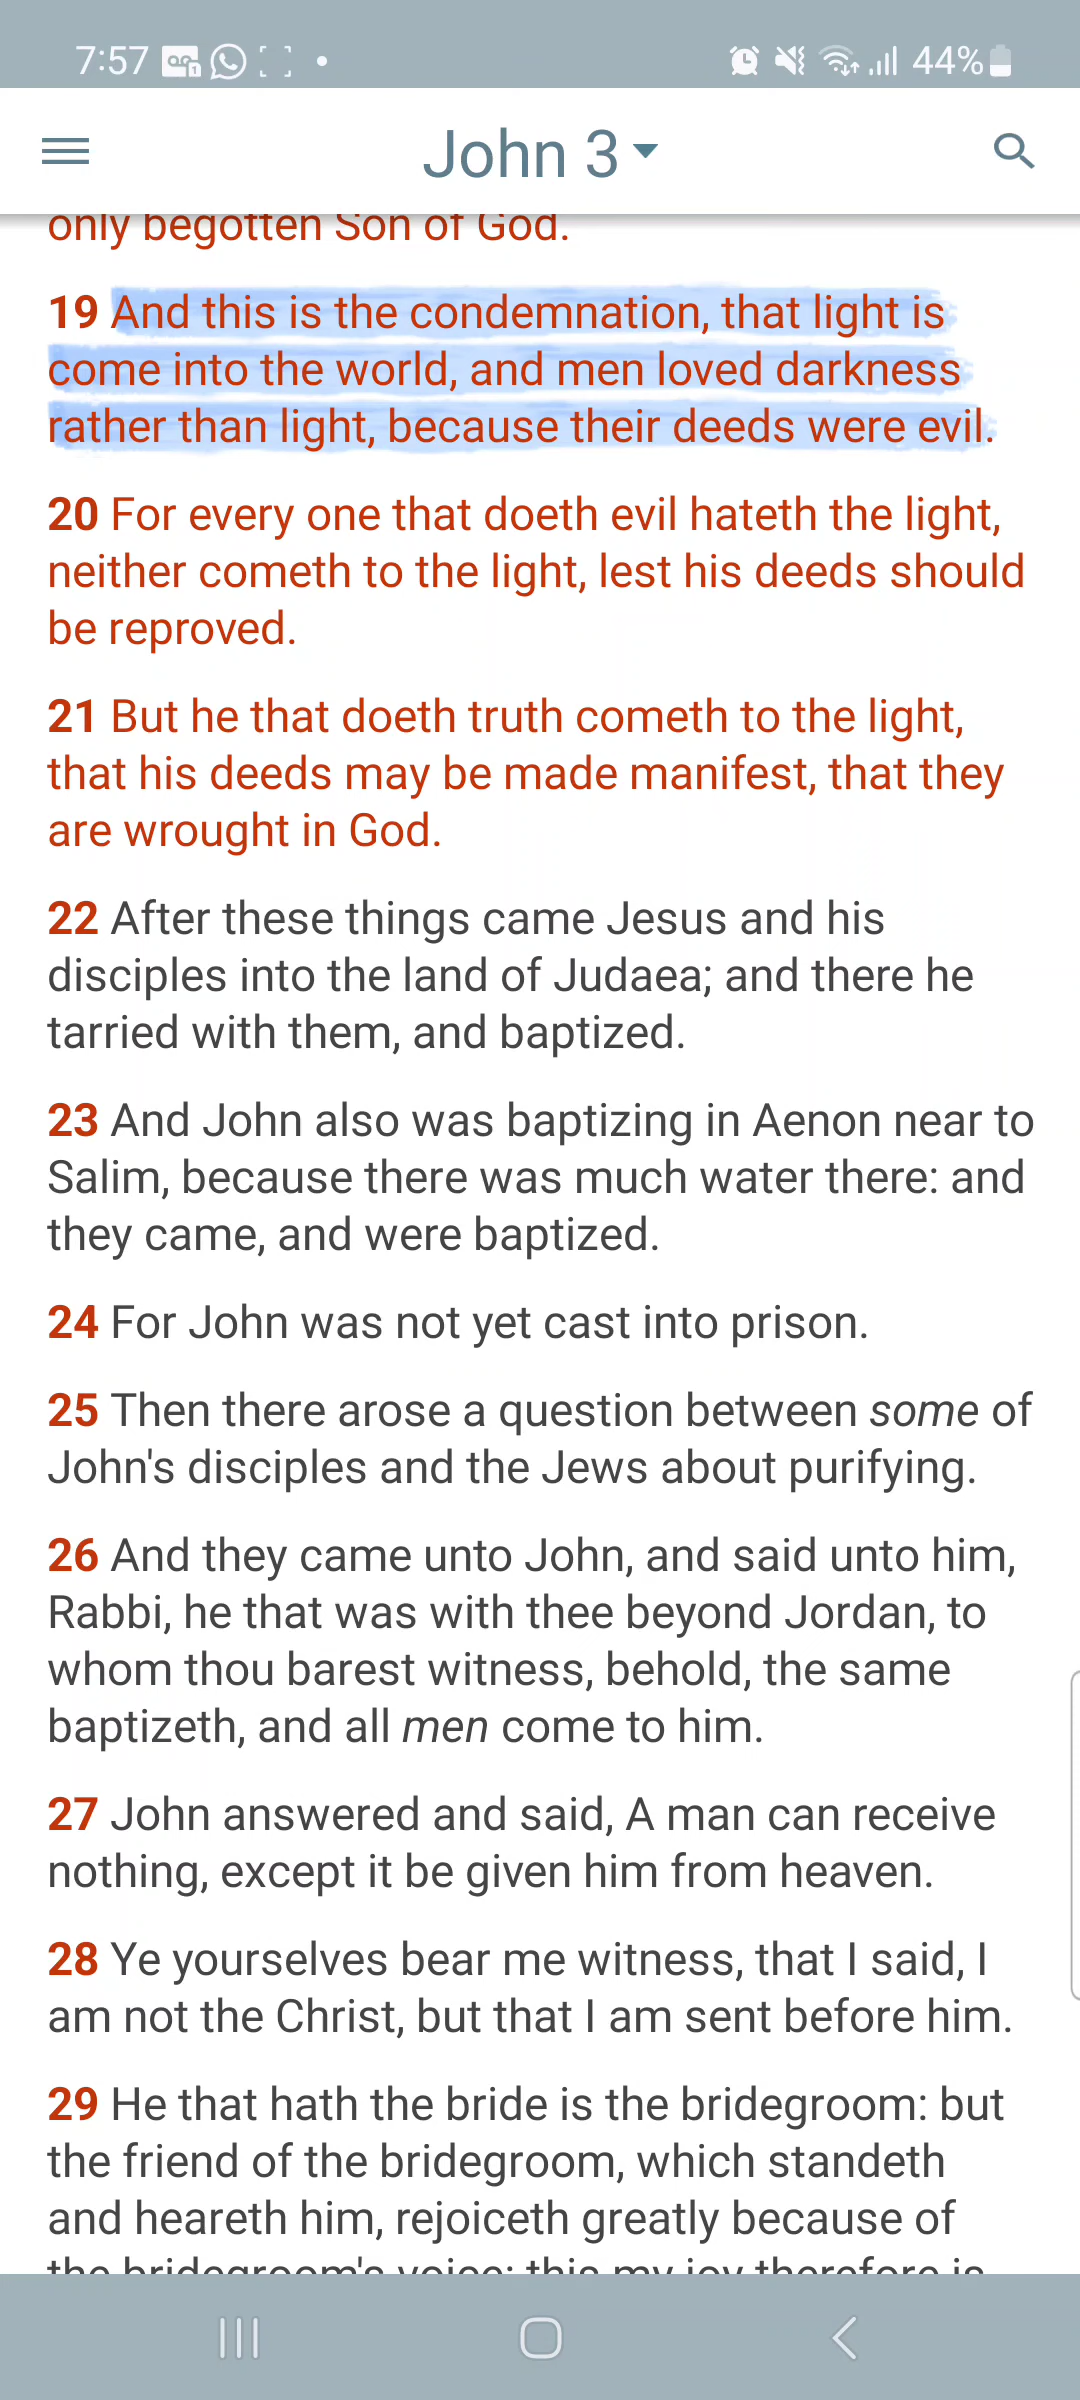 7:57
44%
John 3
only begotten Son of God.
19 And this is the condemnation, that light is
come into the world, and men loved darkness
rather than light, because their deeds were evil.
20 For every one that doeth evil hateth the light,
neither cometh to the light, lest his deeds should
be reproved.
21 But he that doeth truth cometh to the light,
that his deeds may be made manifest, that they
are wrought in God.
22 After these things came Jesus and his
disciples into the land of Judaea; and there he
tarried with them, and baptized.
23 And John also was baptizing in Aenon near to
Salim, because there was much water there: and
they came, and were baptized.
24 For John was not yet cast into prison.
25 Then there arose a question between some of
John's disciples and the Jews about purifying.
26 And they came unto John, and said unto him,
Rabbi, he that was with thee beyond Jordan, to
whom thou barest witness, behold, the same
baptizeth, and all men come to him.
27 John answered and said, A man can receive
nothing, except it be given him from heaven.
28 Ye yourselves bear me witness, that I said, I
am not the Christ, but that I am sent before him.
29 He that hath the bride is the bridegroom: but
the friend of the bridegroom, which standeth
and heareth him, rejoiceth greatly because of
the bridegroom's voice: this my joy therefore is